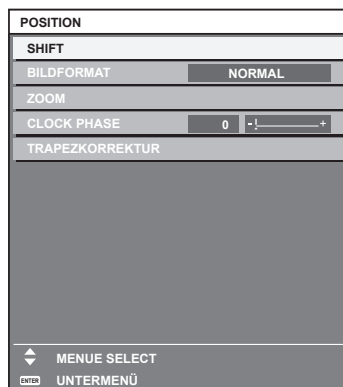 POSITION
SHIFT
BILDFORMAT NORMAL
ZOOM
CLOCK PHASE 0 - +
TRAPEZKORREKTUR
MENUE SELECT
ENTER UNTERMENÜ